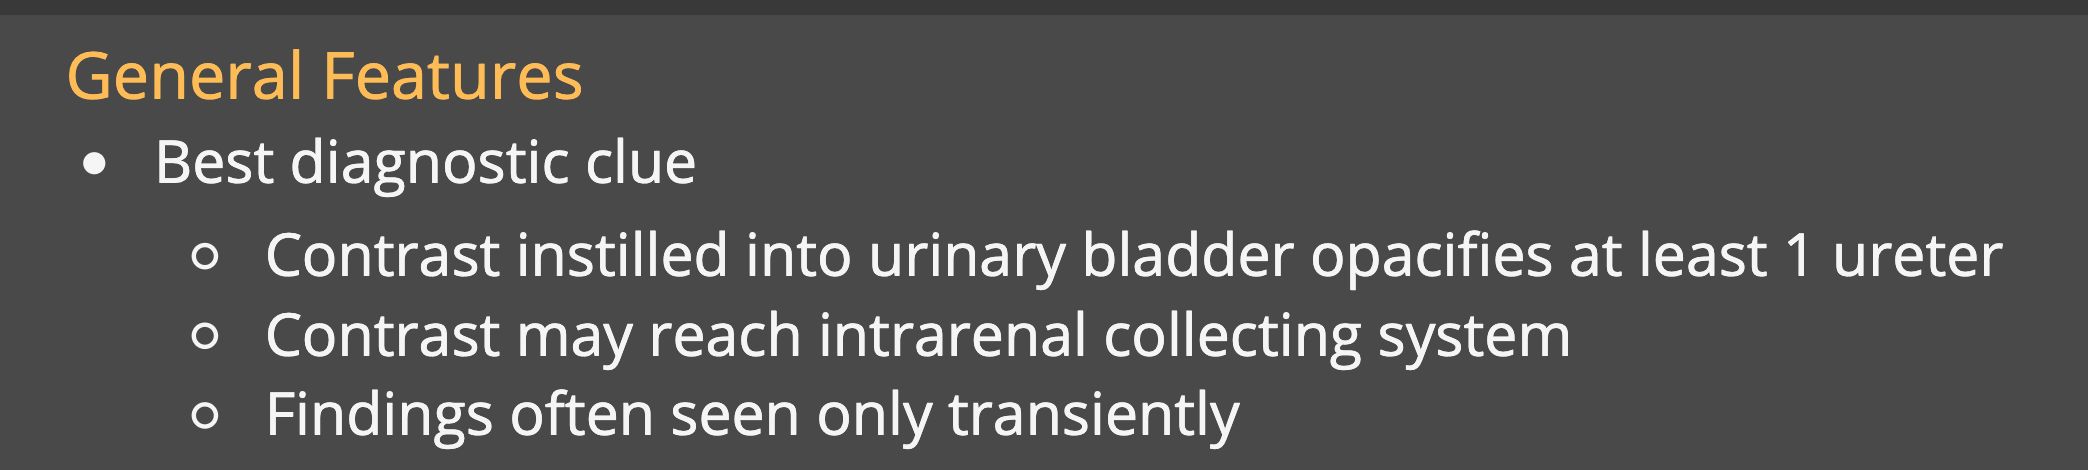 General Features
• Best diagnostic clue
○ Contrast instilled into urinary bladder opacifies at least 1 ureter
○ Contrast may reach intrarenal collecting system
○ Findings often seen only transiently